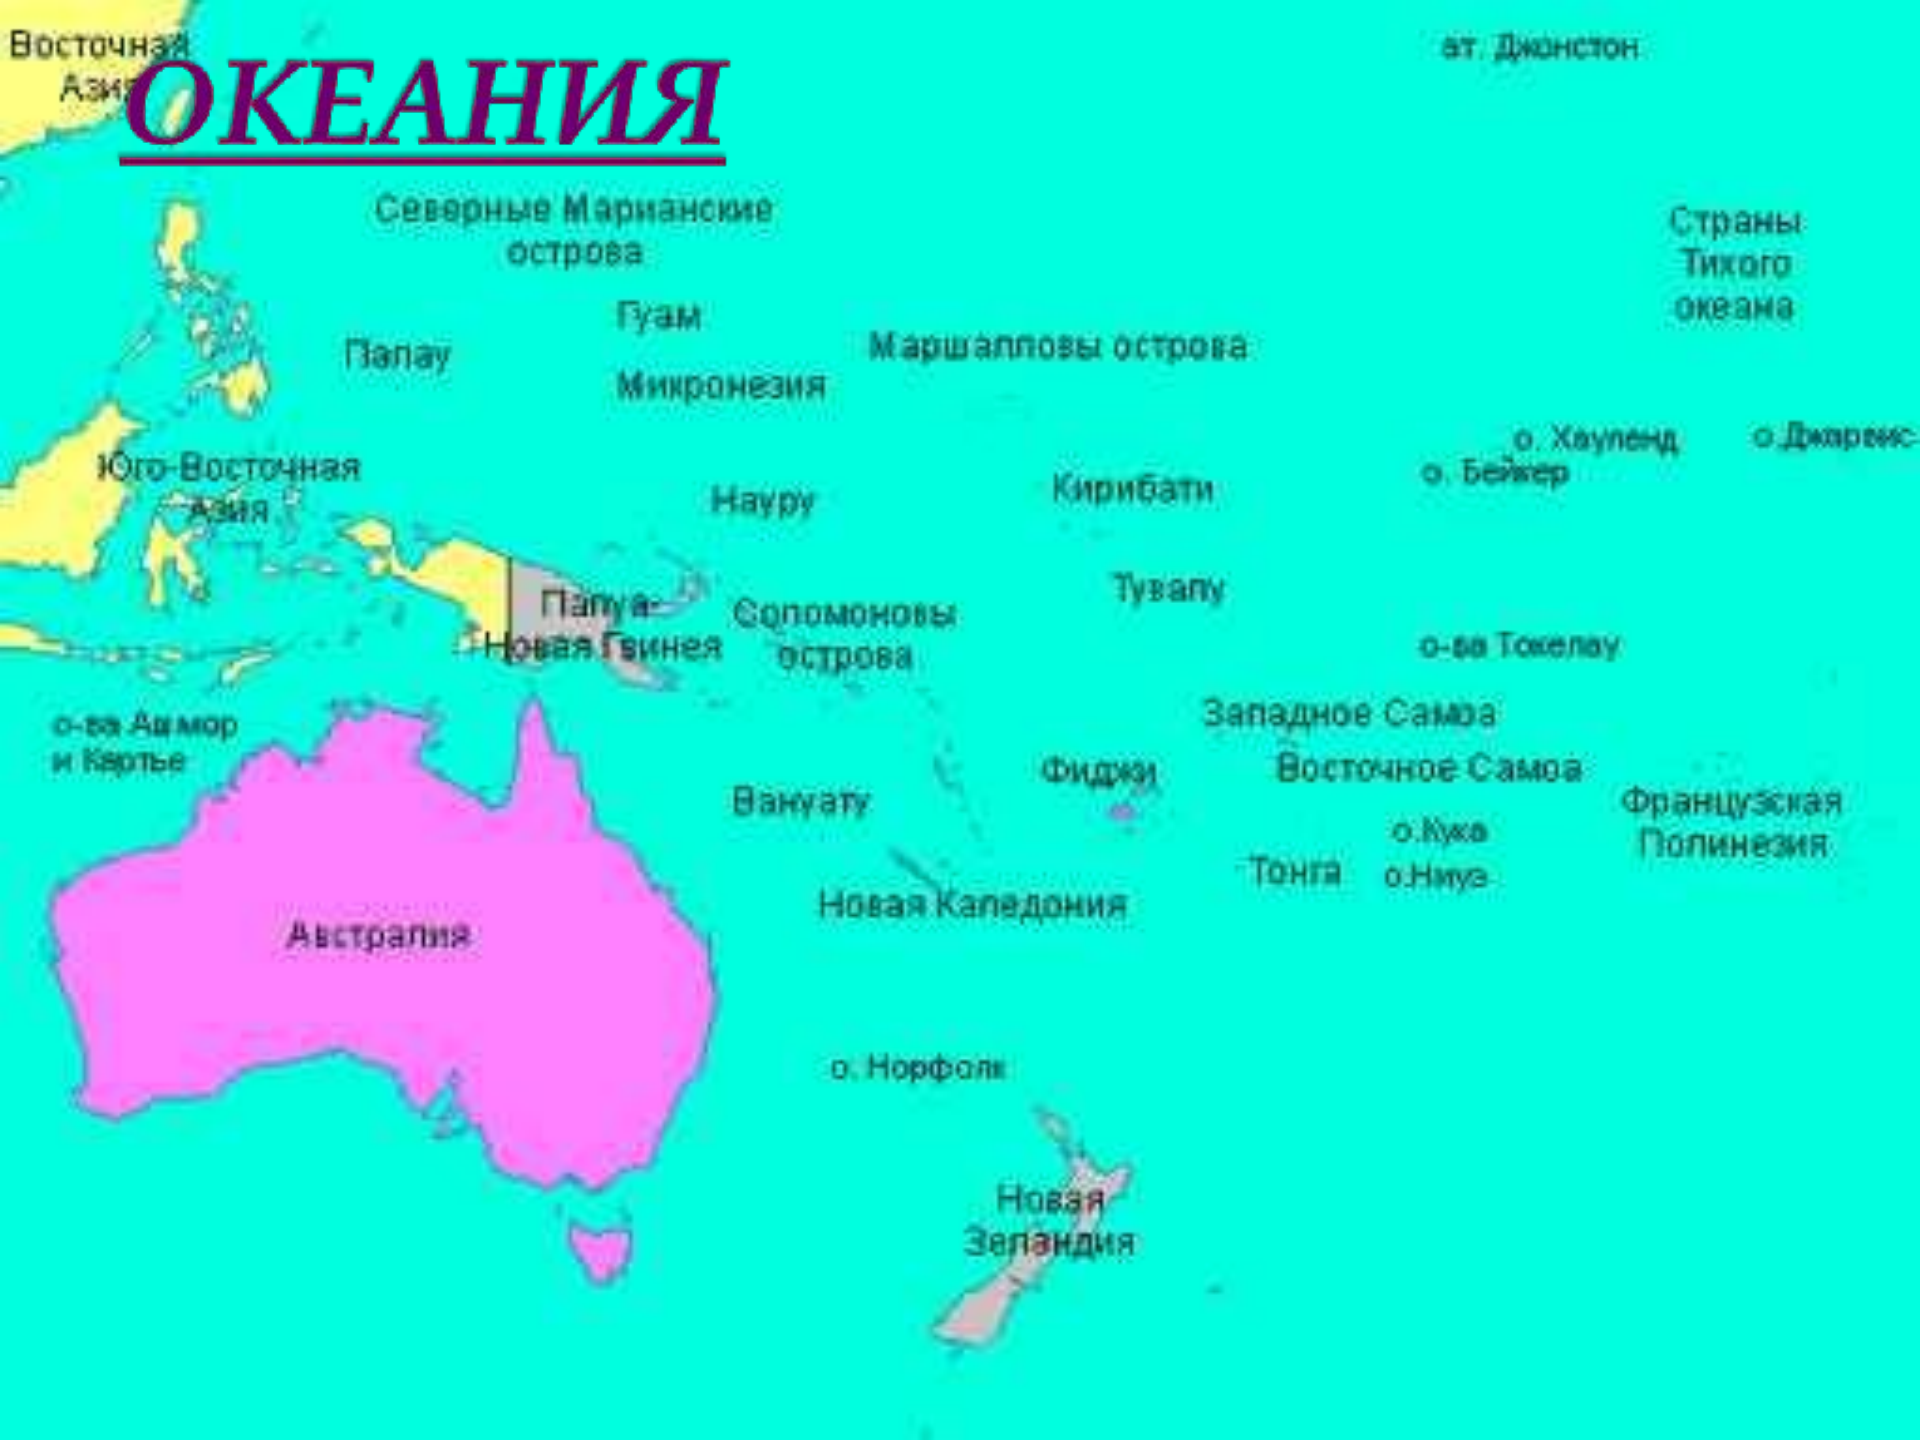 Восточная
Азия
ОКЕАНИЯ
ат. Джонстон
Северные Марианские
острова
Страны
Тихого
океана
Гуам
Палау
Маршалловы острова
Микронезия
о. Хауленд
о.Джарвис
о. Бейкер
Юго-Восточная
Азия
Науру
Кирибати
Тувалу
Папуа-
Новая Гвинея
Соломоновы
острова
о-ва Токелау
о-ва Ашмор
и Картье
Западное Самоа
Восточное Самоа
Фиджи
Вануату
Французская
Полинезия
о.Кука
Тонга
о.Ниуэ
Новая Каледония
Австралия
о. Норфолк
Новая
Зеландия